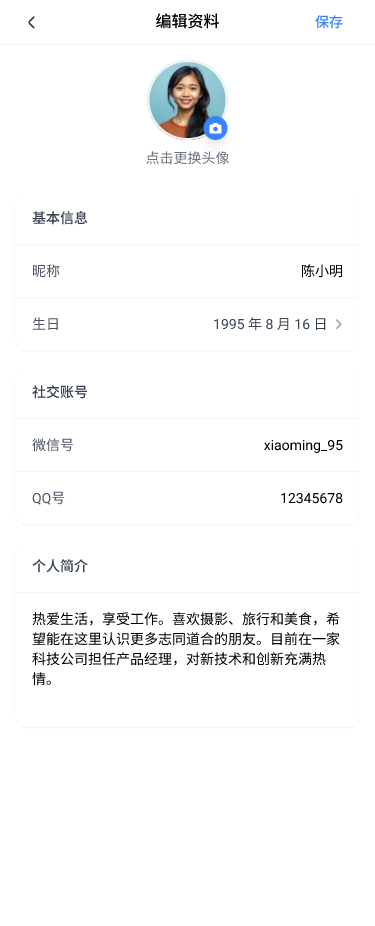 编辑资料
保存
点击更换头像
基本信息
昵称
陈小明
生日
1995 年 8 月 16 日
社交账号
微信号
xiaoming_95
QQ号
12345678
个人简介
热爱生活，享受工作。喜欢摄影、旅行和美食，希
望能在这里认识更多志同道合的朋友。目前在一家
科技公司担任产品经理，对新技术和创新充满热
情。